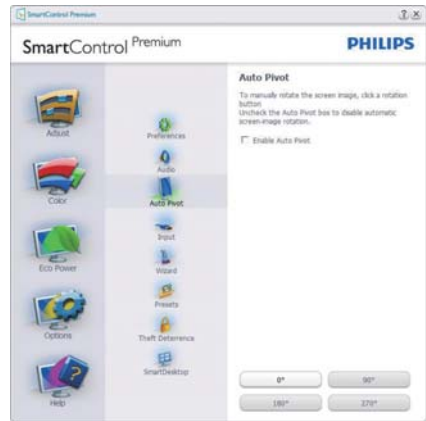 SmartControl Premium
SmartControl Premium
PHILIPS
Adjust
Color
Eco Power
Options
Help
Preferences
Audio
Auto Pivot
Input
Wizard
Presets
Theft Deterrence
SmartDesktop
Auto Pivot
To manually rotate the screen image, click a rotation
button
Uncheck the Auto Pivot box to disable automatic
screen-image rotation.
Enable Auto Pivot
0°
90°
180°
270°